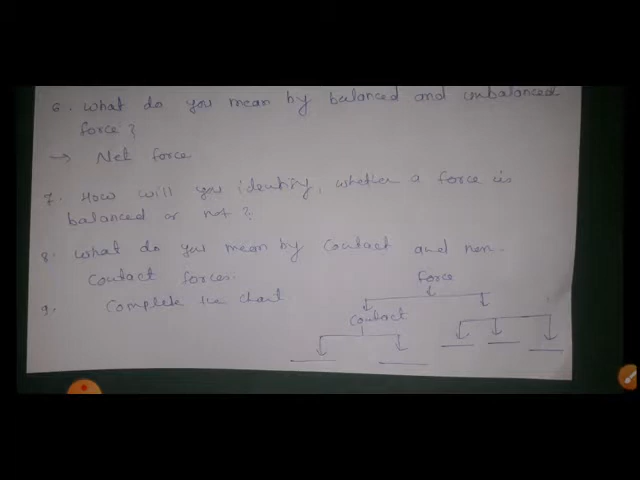 6. What do you mean by balanced and unbalanced
force?
→ Net force
7. How will you identify, whether a force is
balanced or not?
8. What do you mean by Contact and non-
Contact forces.
9. Complete the chart
Force
Contact